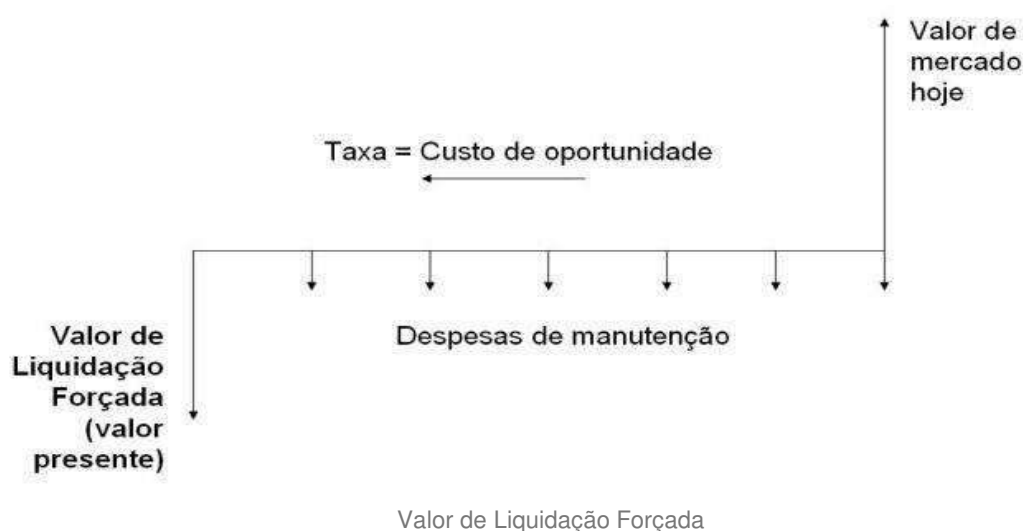 Valor de
mercado
hoje
Taxa = Custo de oportunidade
Valor de
Liquidação
Forçada
(valor
presente)
Despesas de manutenção
Valor de Liquidação Forçada